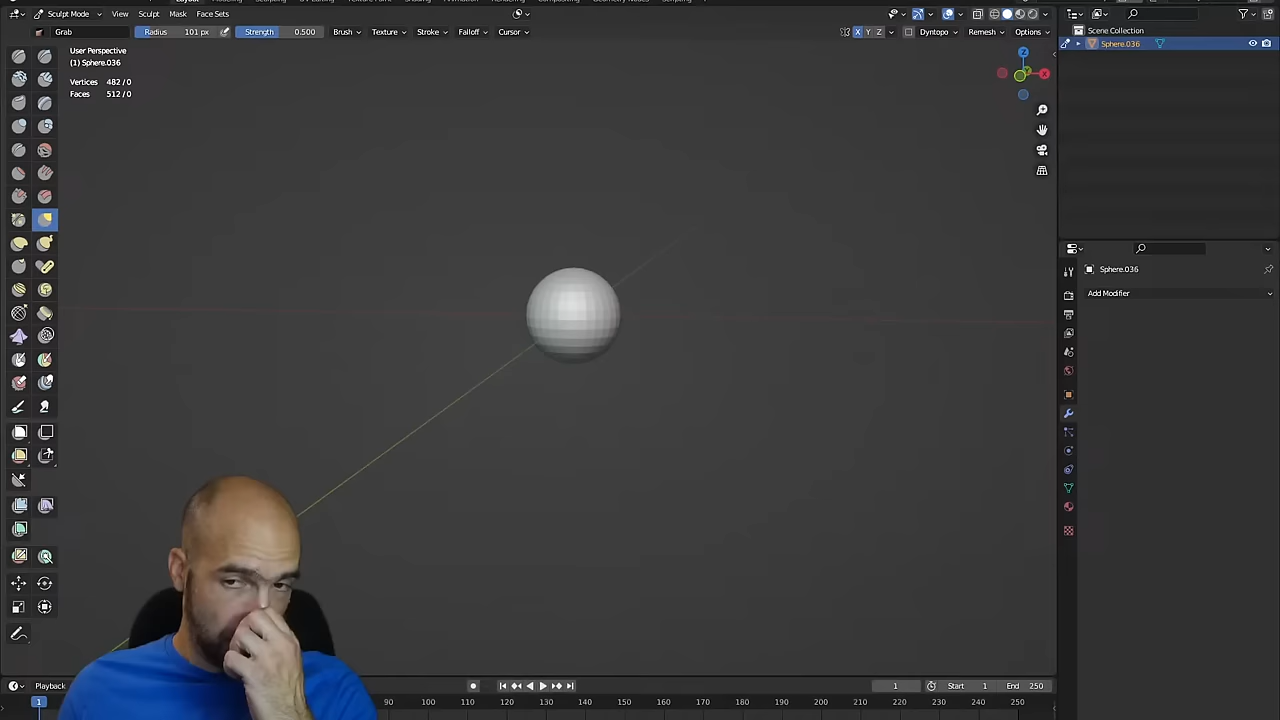 Sculpt Mode View Sculpt Mask Face Sets
Grab Radius 101 px Strength 0.500 Brush Texture Stroke Falloff Cursor X Y Z Dyntopo Remesh Options
User Perspective
(1) Sphere.036
Vertices 482 / 0
Faces 512 / 0
Z
X
Scene Collection
Sphere.036
Sphere.036
Add Modifier
Playback
1 Start 1 End 250
1 90 100 110 120 130 140 150 160 170 180 190 200 210 220 230 240 250